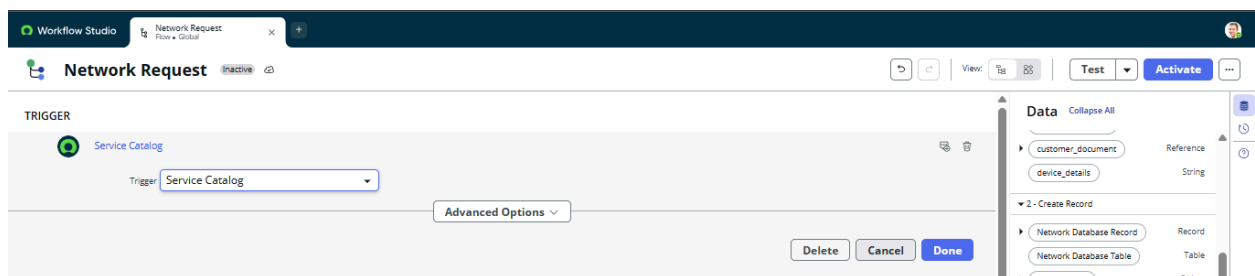 Workflow Studio
Network Request
Flow • Global
Network Request Inactive
View:
Test
Activate
TRIGGER
Service Catalog
Trigger Service Catalog
Advanced Options
Delete Cancel Done
Data Collapse All
customer_document Reference
device_details String
2 - Create Record
Network Database Record Record
Network Database Table Table